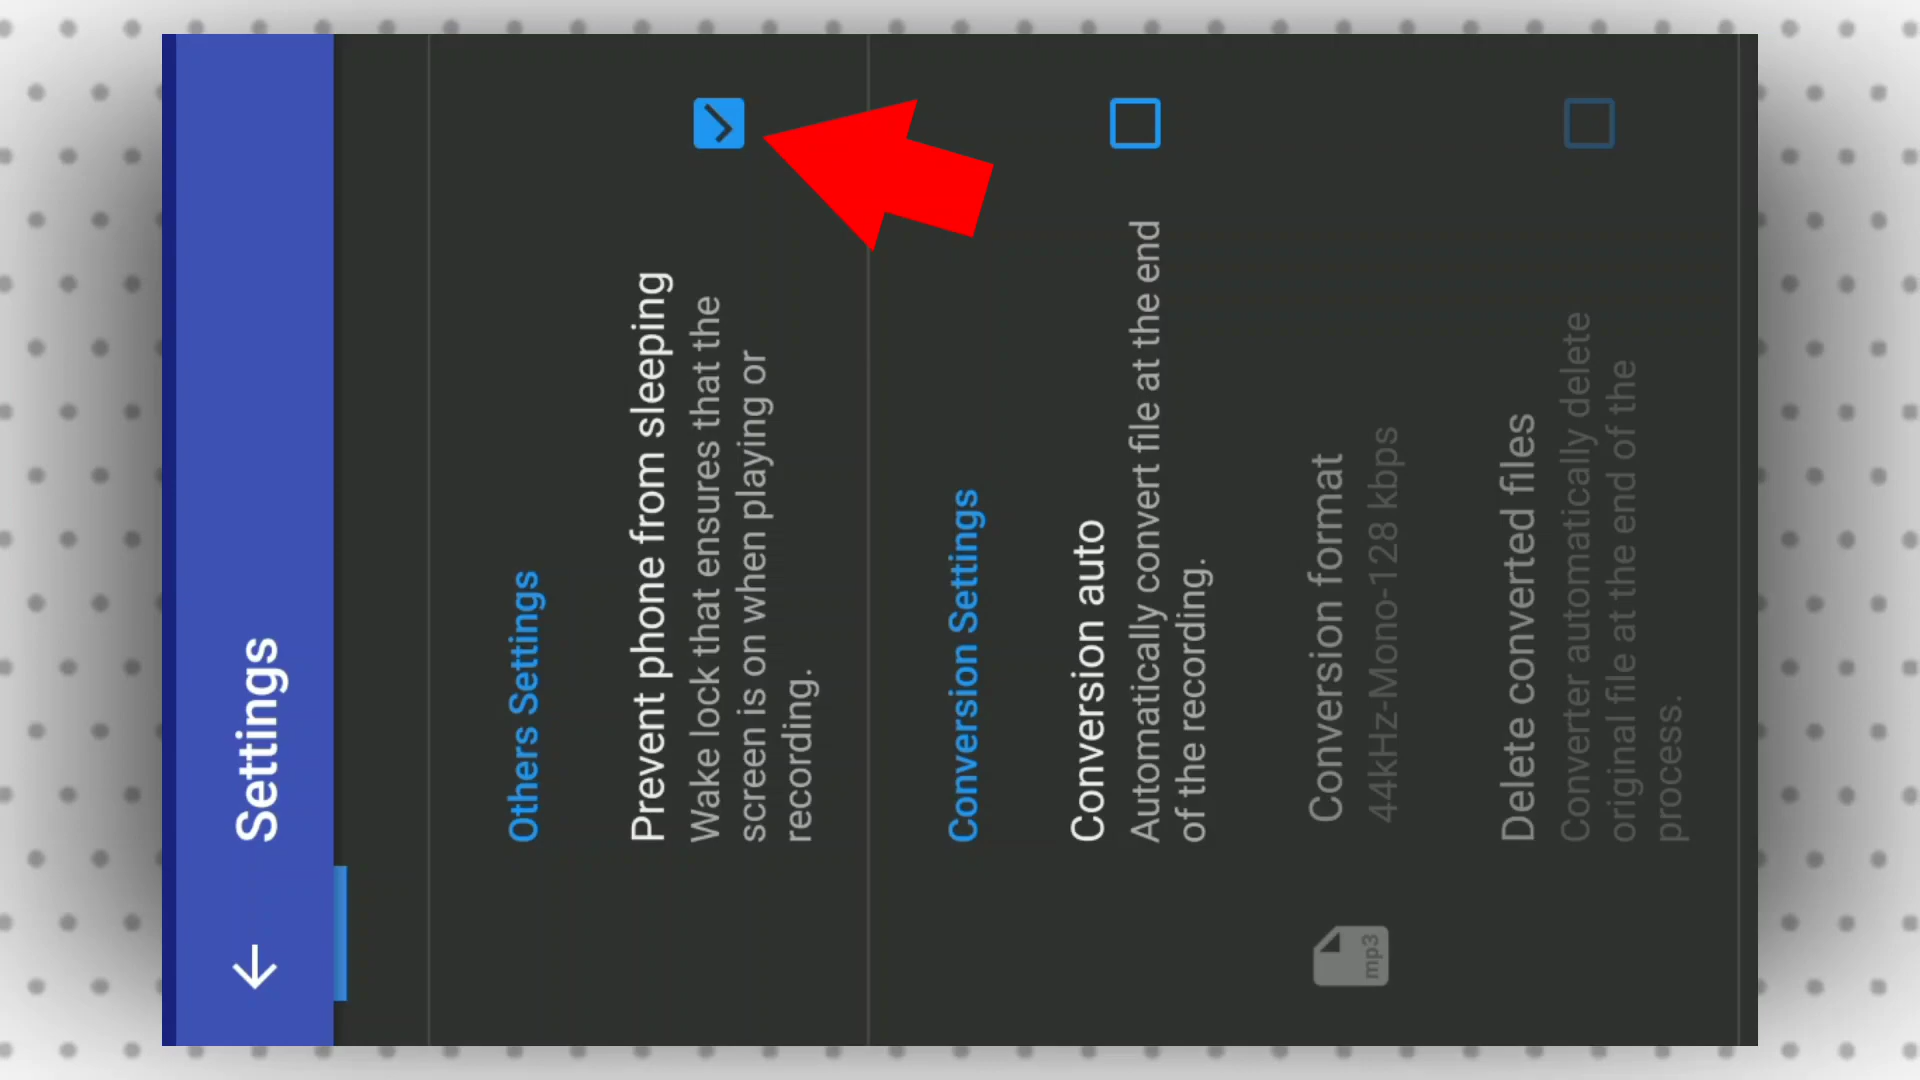 Settings
Others Settings
Prevent phone from sleeping
Wake lock that ensures that the
screen is on when playing or
recording.
Conversion Settings
Conversion auto
Automatically convert file at the end
of the recording.
mp3
Conversion format
44kHz-Mono-128 kbps
Delete converted files
Converter automatically delete
original file at the end of the
process.